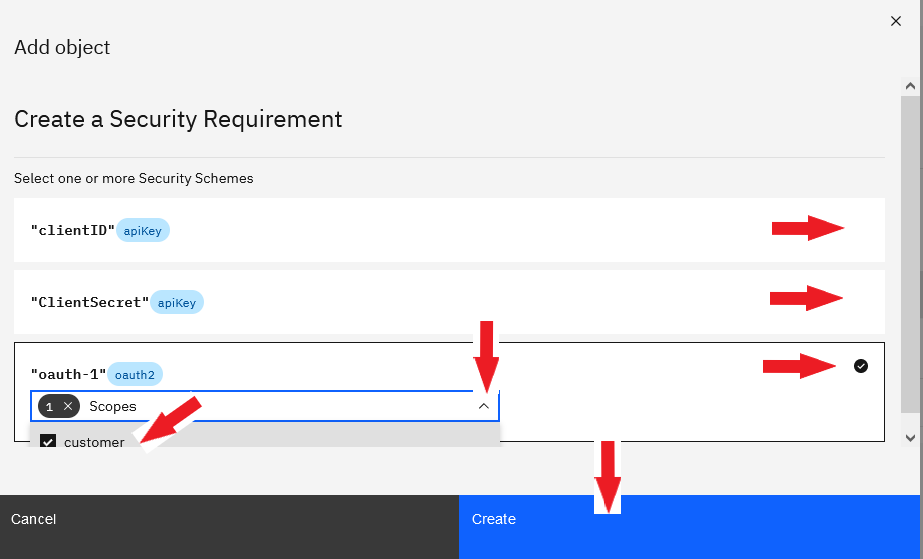 Add object
Create a Security Requirement
Select one or more Security Schemes
"clientID" apiKey
"ClientSecret" apiKey
"oauth-1" oauth2
1 × Scopes
customer
Cancel
Create